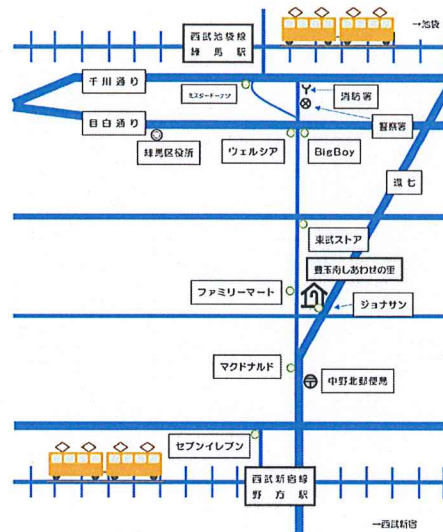 西武池袋線
練馬駅
→池袋
千川通り
ミスタードーナツ
消防署
目白通り
警察署
練馬区役所
ウェルシア
BigBoy
環七
東武ストア
豊玉南しあわせの里
ファミリーマート
ジョナサン
マクドナルド
中野北郵便局
セブンイレブン
西武新宿線
野方駅
→西武新宿